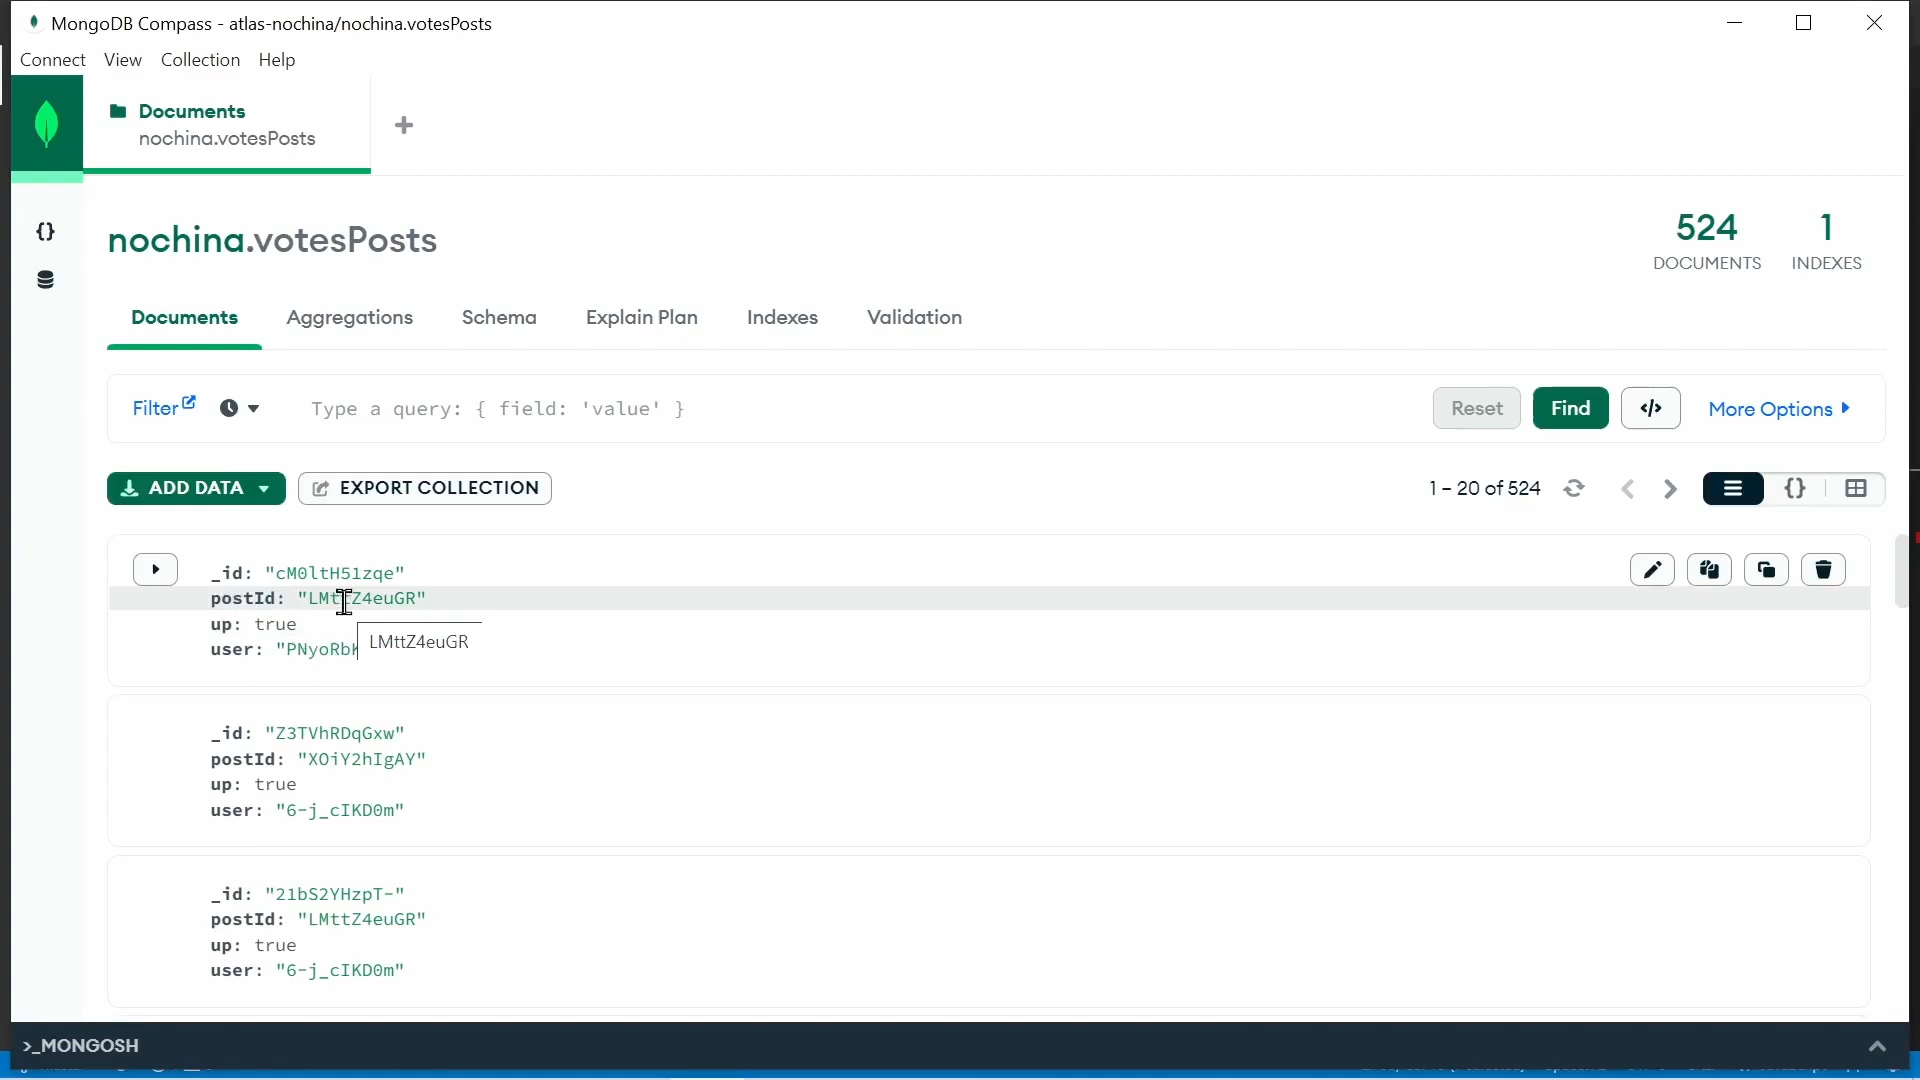 MongoDB Compass - atlas-nochina/nochina.votesPosts
Connect View Collection Help
Documents
nochina.votesPosts
nochina.votesPosts
524
DOCUMENTS
1
INDEXES
Documents Aggregations Schema Explain Plan Indexes Validation
Filter Type a query: { field: 'value' } Reset Find </> More Options
ADD DATA EXPORT COLLECTION 1 – 20 of 524 {}
_id: "cM0ltH51zqe"
postId: "LMttZ4euGR"
up: true
user: "PNyoRbK
LMttZ4euGR
_id: "Z3TVhRDqGxw"
postId: "XOiY2hIgAY"
up: true
user: "6-j_cIKD0m"
_id: "21bS2YHzpT-"
postId: "LMttZ4euGR"
up: true
user: "6-j_cIKD0m"
>_MONGOSH